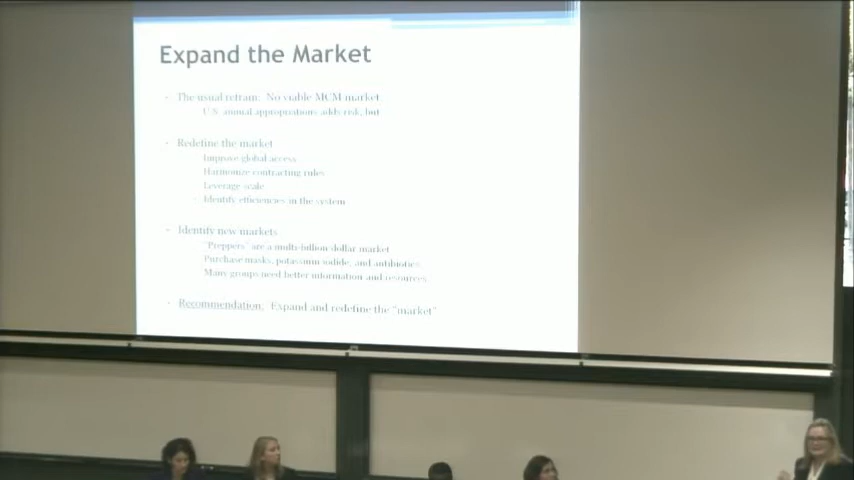 Expand the Market
- The usual refrain: No viable MCM market
U.S. annual appropriations adds risk, but
- Redefine the market
Improve global access
Harmonize contracting rules
Leverage scale
Identify efficiencies in the system
- Identify new markets
"Preppers" are a multi-billion dollar market
Purchase masks, potassium iodide, and antibiotics
Many groups need better information and resources
- Recommendation: Expand and redefine the "market"